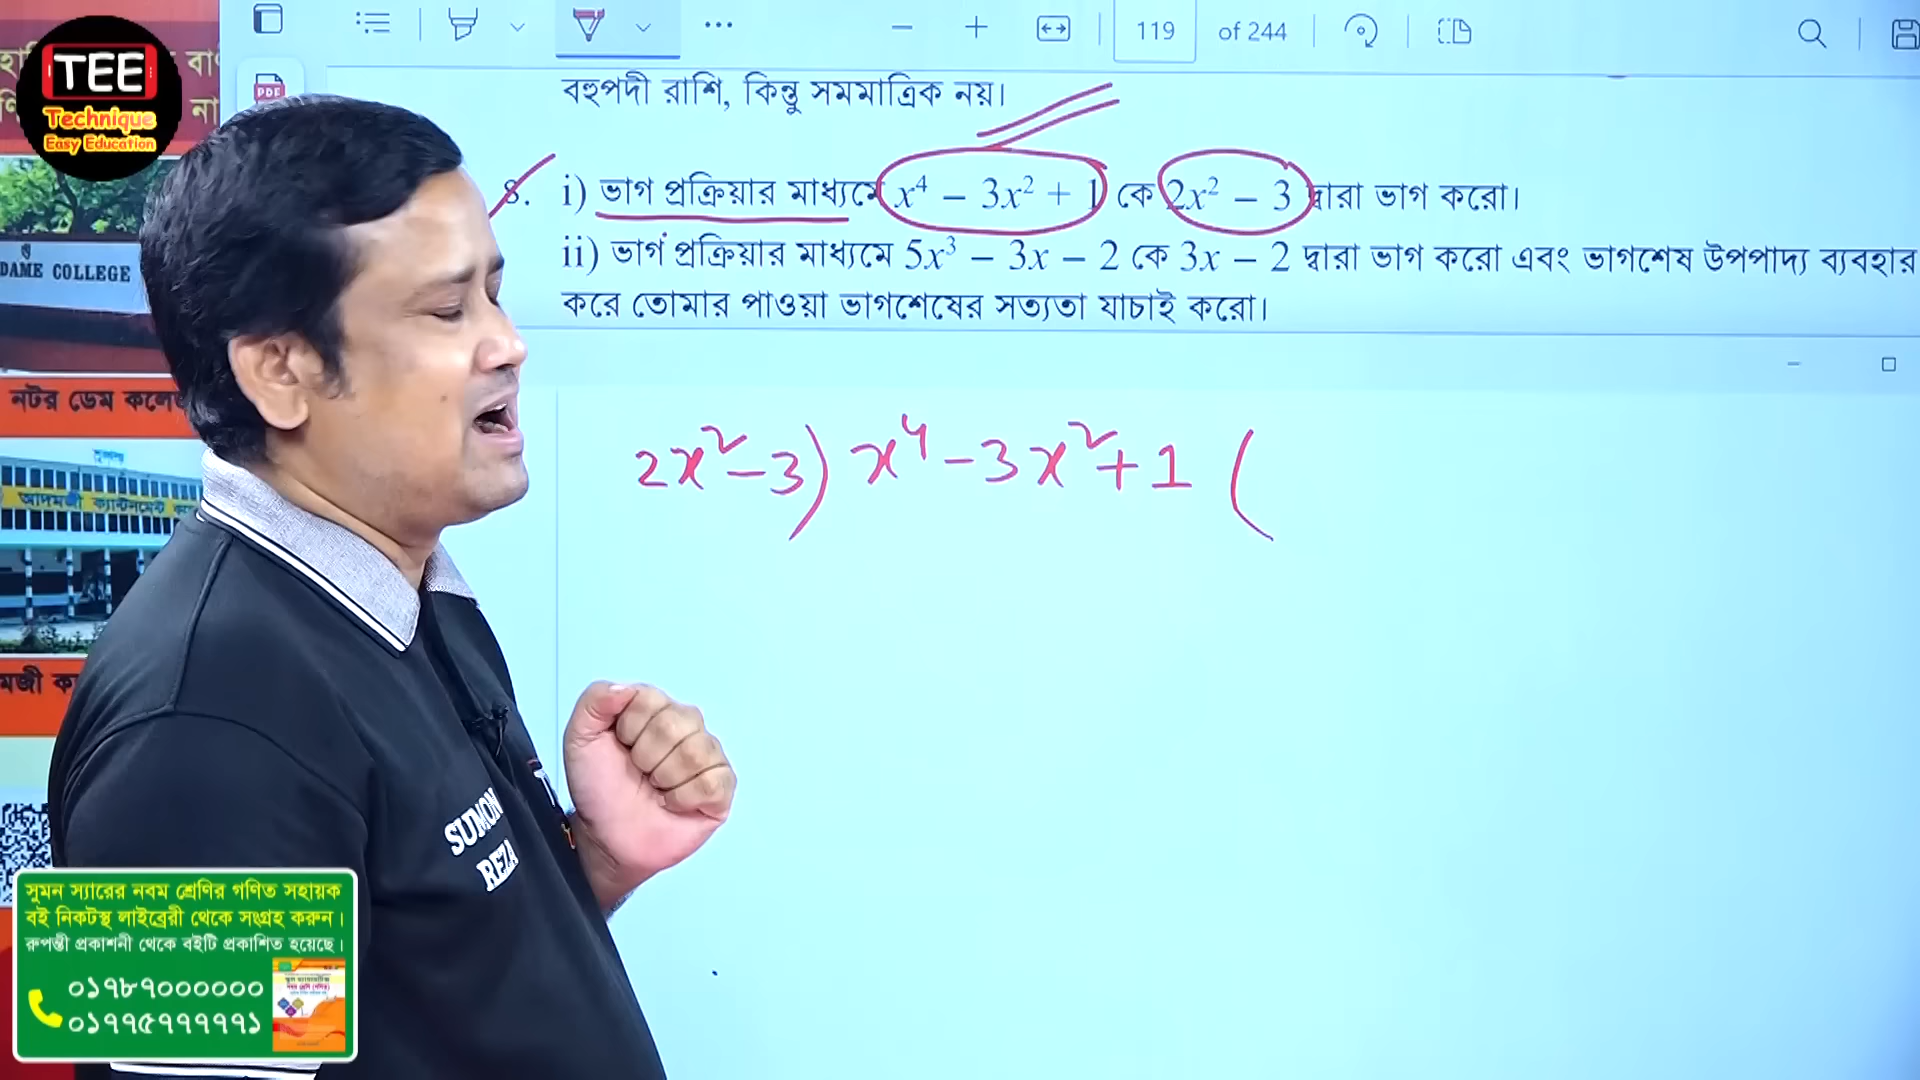 TEE
Technique
Easy Education
119 of 244
PDF
বহুপদী রাশি, কিন্তু সমমাত্রিক নয়।
৪. i) ভাগ প্রক্রিয়ার মাধ্যমে x⁴ − 3x² + 1 কে 2x² − 3 দ্বারা ভাগ করো।
ii) ভাগ প্রক্রিয়ার মাধ্যমে 5x³ − 3x − 2 কে 3x − 2 দ্বারা ভাগ করো এবং ভাগশেষ উপপাদ্য ব্যবহার
করে তোমার পাওয়া ভাগশেষের সত্যতা যাচাই করো।
DAME COLLEGE
নটর ডেম
2x²−3) x⁴−3x²+1 (
আদমজী ক্যান্টনমেন্ট
SUMON
REZA
সুমন স্যারের নবম শ্রেণির গণিত সহায়ক
বই নিকটস্থ লাইব্রেরী থেকে সংগ্রহ করুন।
রুপন্তী প্রকাশনী থেকে বইটি প্রকাশিত হয়েছে।
০১৭৮৭০০০০০০
০১৭৭৫৭৭৭৭৭১